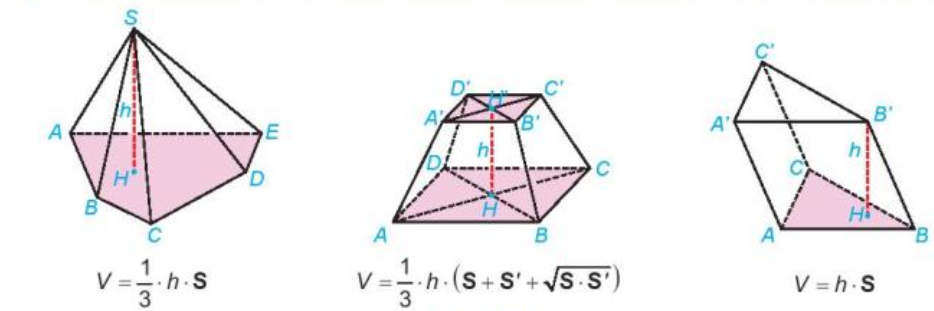 S
h
A
E
H
D
B
C
V = 1/3 · h · S
D' H' C'
A' B'
h
D
C
H
A
B
V = 1/3 · h · (S + S' + √(S · S'))
C'
A'
B'
h
C
H
A
B
V = h · S